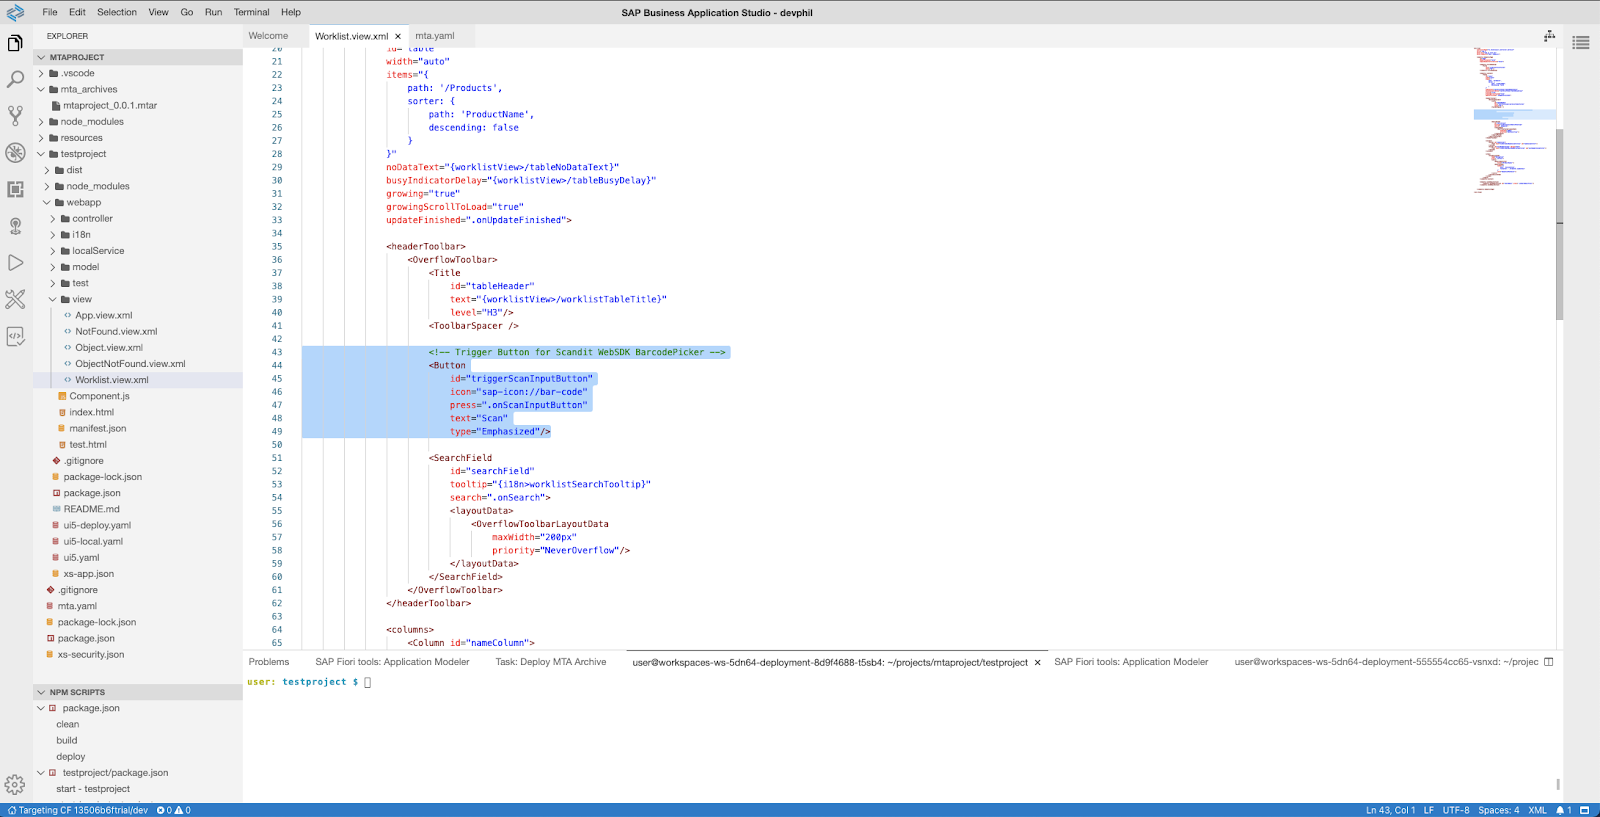 File Edit Selection View Go Run Terminal Help
SAP Business Application Studio - devphil
EXPLORER
MTAPROJECT
.vscode
mta_archives
mtaproject_0.0.1.mtar
node_modules
resources
testproject
dist
node_modules
webapp
controller
i18n
localService
model
test
view
App.view.xml
NotFound.view.xml
Object.view.xml
ObjectNotFound.view.xml
Worklist.view.xml
Component.js
index.html
manifest.json
test.html
.gitignore
package-lock.json
package.json
README.md
ui5-deploy.yaml
ui5-local.yaml
ui5.yaml
xs-app.json
.gitignore
mta.yaml
package-lock.json
package.json
xs-security.json
NPM SCRIPTS
package.json
clean
build
deploy
testproject/package.json
start - testproject
Welcome Worklist.view.xml × mta.yaml
20 id="table"
21 width="auto"
22 items="{
23 path: '/Products',
24 sorter: {
25 path: 'ProductName',
26 descending: false
27 }
28 }"
29 noDataText="{worklistView>/tableNoDataText}"
30 busyIndicatorDelay="{worklistView>/tableBusyDelay}"
31 growing="true"
32 growingScrollToLoad="true"
33 updateFinished=".onUpdateFinished">
34
35 <headerToolbar>
36 <OverflowToolbar>
37 <Title
38 id="tableHeader"
39 text="{worklistView>/worklistTableTitle}"
40 level="H3"/>
41 <ToolbarSpacer />
42
43 <!-- Trigger Button for Scandit WebSDK BarcodePicker -->
44 <Button
45 id="triggerScanInputButton"
46 icon="sap-icon://bar-code"
47 press=".onScanInputButton"
48 text="Scan"
49 type="Emphasized"/>
50
51 <SearchField
52 id="searchField"
53 tooltip="{i18n>worklistSearchTooltip}"
54 search=".onSearch">
55 <layoutData>
56 <OverflowToolbarLayoutData
57 maxWidth="200px"
58 priority="NeverOverflow"/>
59 </layoutData>
60 </SearchField>
61 </OverflowToolbar>
62 </headerToolbar>
63
64 <columns>
65 <Column id="nameColumn">
Problems SAP Fiori tools: Application Modeler Task: Deploy MTA Archive user@workspaces-ws-5dn64-deployment-8d9f4688-t5sb4: ~/projects/mtaproject/testproject × SAP Fiori tools: Application Modeler user@workspaces-ws-5dn64-deployment-555554cc65-vsnxd: ~/projec
user: testproject $
Targeting CF 13506b6ftrial/dev 0 0 Ln 43, Col 1 LF UTF-8 Spaces: 4 XML 1